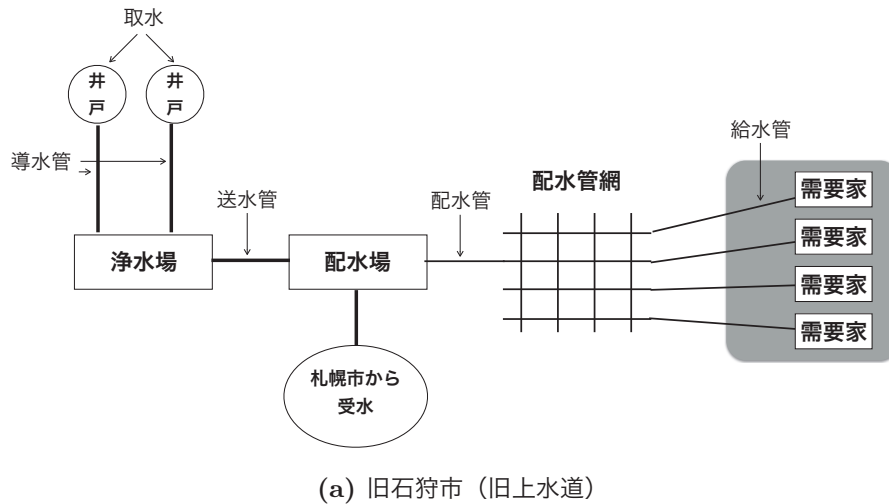 取水
井
戸
井
戸
導水管
給水管
配水管網
送水管
配水管
浄水場
配水場
需要家
需要家
需要家
需要家
札幌市から
受水
(a) 旧石狩市（旧上水道）